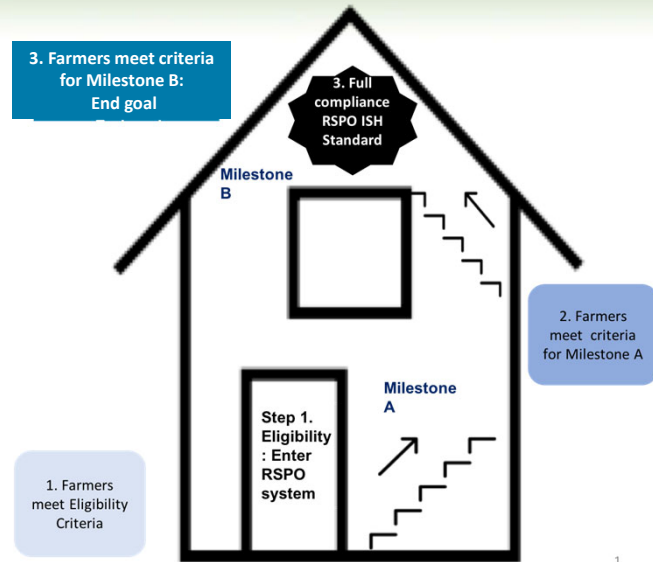 3. Farmers meet criteria
for Milestone B:
End goal
3. Full
compliance
RSPO ISH
Standard
Milestone
B
2. Farmers
meet criteria
for Milestone A
Milestone
A
Step 1.
Eligibility
: Enter
RSPO
system
1. Farmers
meet Eligibility
Criteria
1